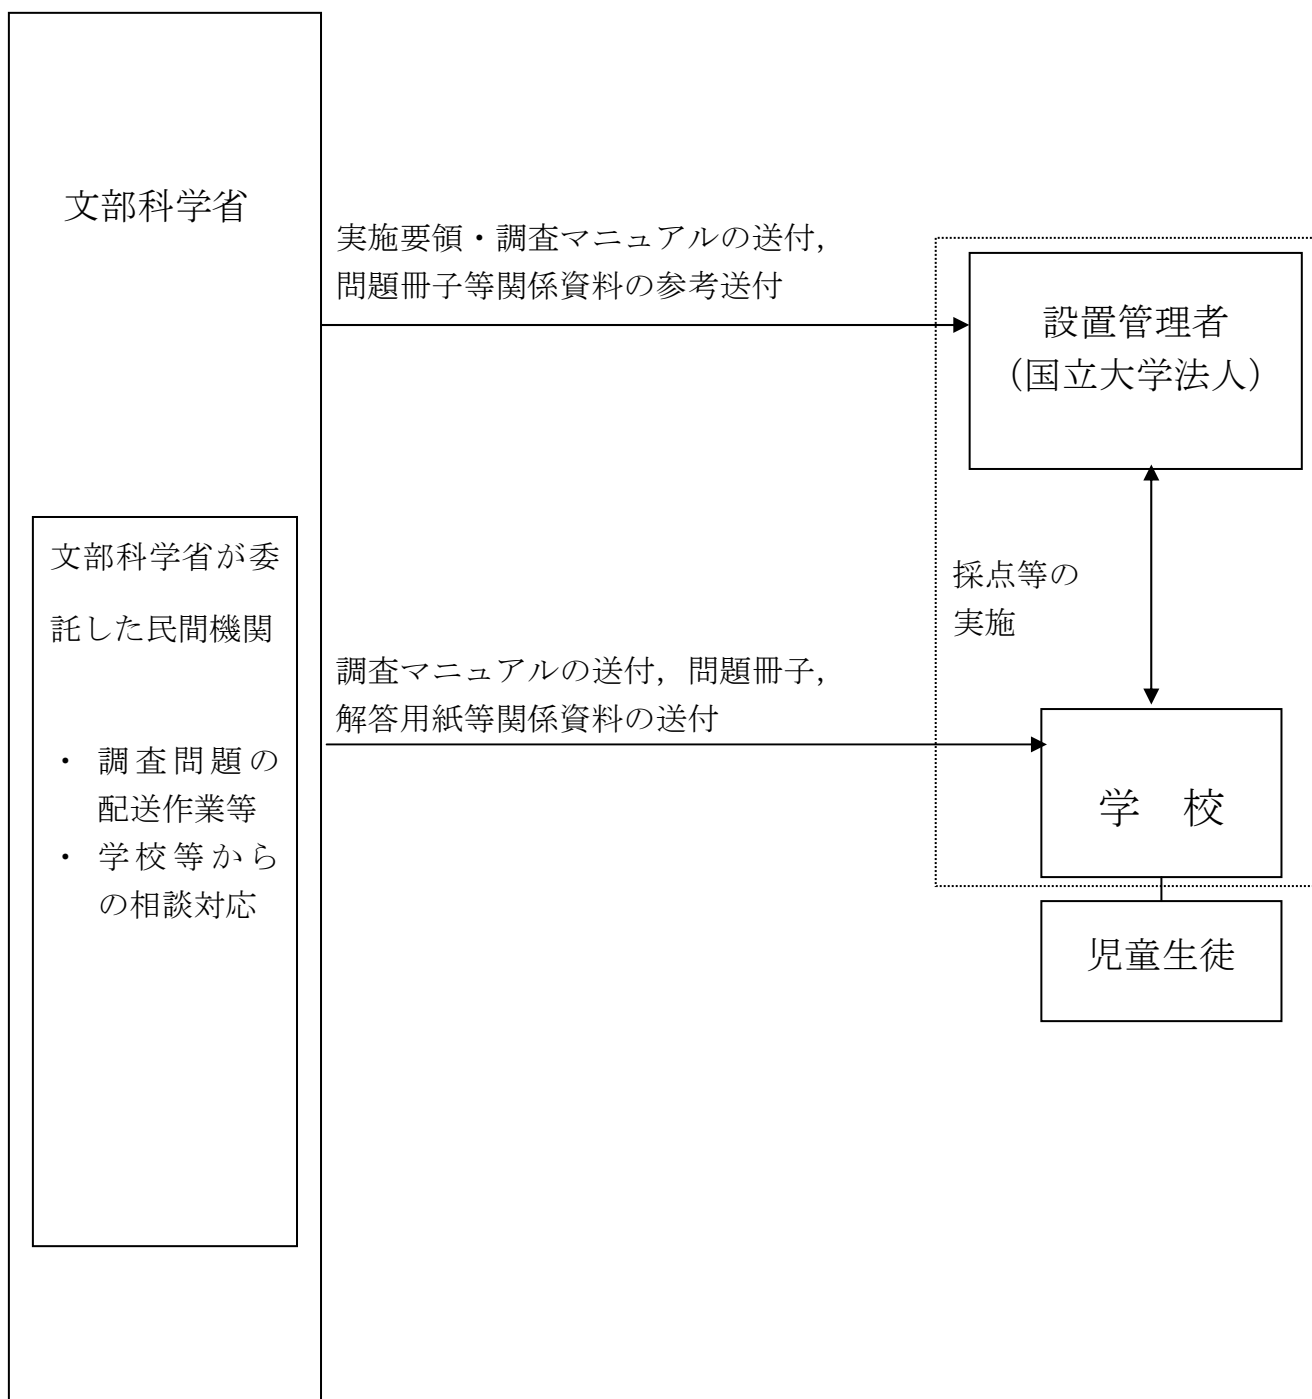 文部科学省
実施要領・調査マニュアルの送付，
問題冊子等関係資料の参考送付
設置管理者
（国立大学法人）
文部科学省が委
託した民間機関
・ 調査問題の
配送作業等
・ 学校等から
の相談対応
採点等の
実施
調査マニュアルの送付，問題冊子，
解答用紙等関係資料の送付
学　校
児童生徒